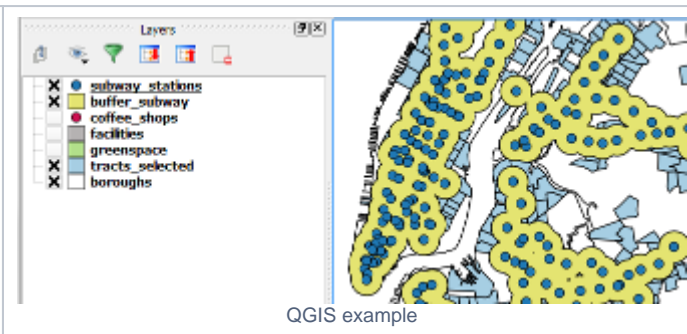 Layers
subway_stations
buffer_subway
coffee_shops
facilities
greenspace
tracts_selected
boroughs
QGIS example